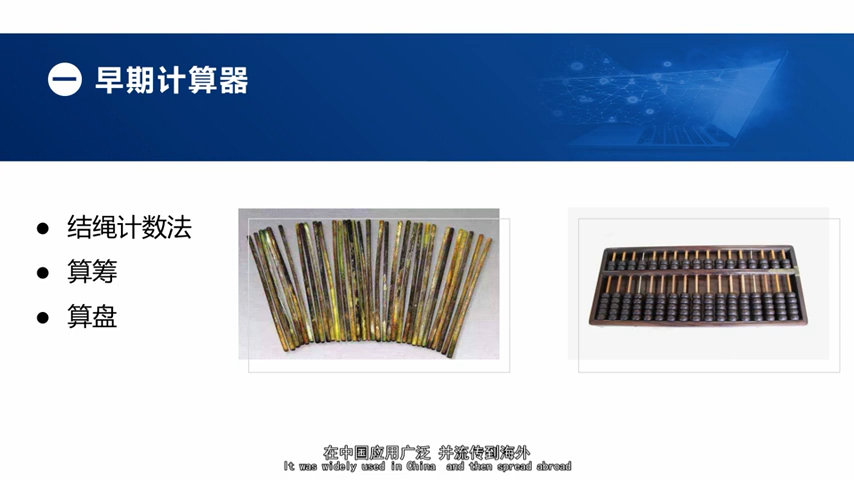 一 早期计算器
● 结绳计数法
● 算筹
● 算盘
在中国应用广泛 并流传到海外
It was widely used in China and then spread abroad